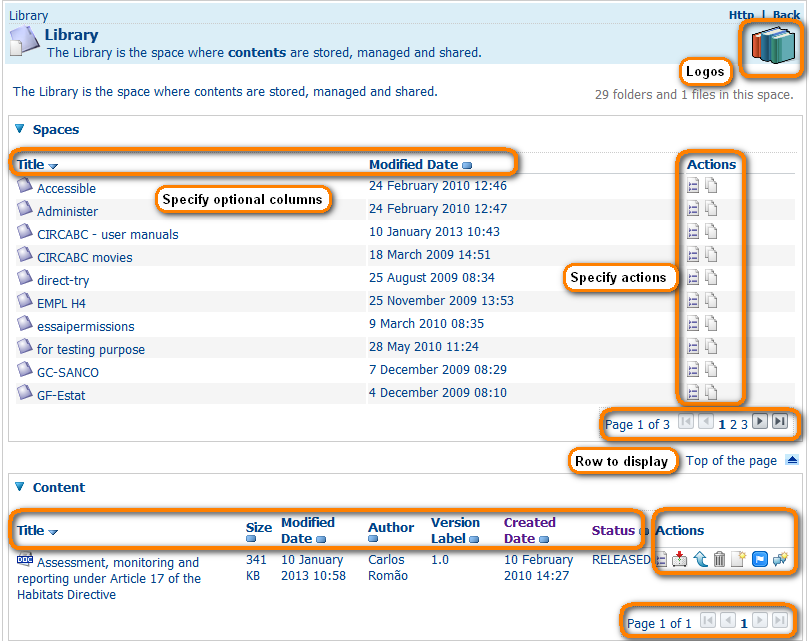 Library
Http | Back
Library
The Library is the space where contents are stored, managed and shared.
Logos
The Library is the space where contents are stored, managed and shared.
29 folders and 1 files in this space.
Spaces
Title Modified Date Actions
Accessible 24 February 2010 12:46
Specify optional columns
Administer 24 February 2010 12:47
CIRCABC - user manuals 10 January 2013 10:43
CIRCABC movies 18 March 2009 14:51
direct-try 25 August 2009 08:34
Specify actions
EMPL H4 25 November 2009 13:53
essaipermissions 9 March 2010 08:35
for testing purpose 28 May 2010 11:24
GC-SANCO 7 December 2009 08:29
GF-Estat 4 December 2009 08:10
Page 1 of 3 1 2 3
Row to display
Top of the page
Content
Title Size Modified Date Author Version Label Created Date Status Actions
DOC Assessment, monitoring and reporting under Article 17 of the Habitats Directive 341 KB 10 January 2013 10:58 Carlos Romão 1.0 10 February 2010 14:27 RELEASED
Page 1 of 1 1